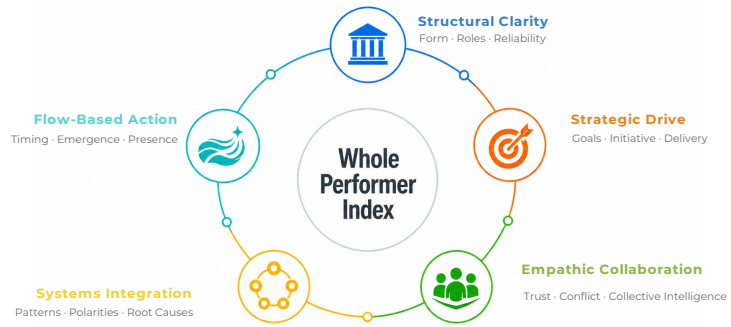 Structural Clarity
Form · Roles · Reliability
Flow-Based Action
Timing · Emergence · Presence
Strategic Drive
Goals · Initiative · Delivery
Whole
Performer
Index
Systems Integration
Patterns · Polarities · Root Causes
Empathic Collaboration
Trust · Conflict · Collective Intelligence